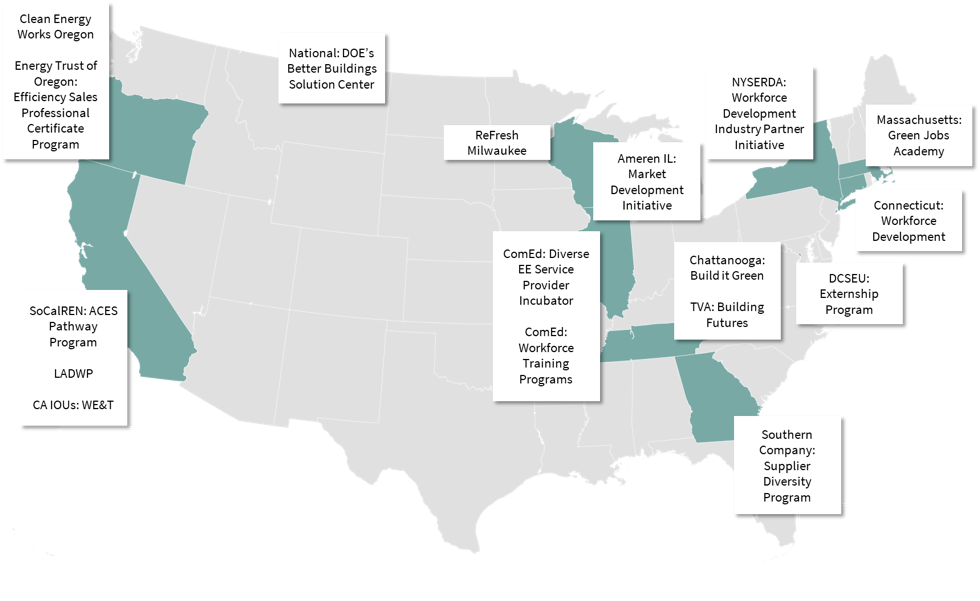 Clean Energy
Works Oregon
Energy Trust of
Oregon:
Efficiency Sales
Professional
Certificate
Program
National: DOE's
Better Buildings
Solution Center
ReFresh
Milwaukee
Ameren IL:
Market
Development
Initiative
NYSERDA:
Workforce
Development
Industry Partner
Initiative
Massachusetts:
Green Jobs
Academy
Connecticut:
Workforce
Development
ComEd: Diverse
EE Service
Provider
Incubator
ComEd:
Workforce
Training
Programs
Chattanooga:
Build it Green
TVA: Building
Futures
DCSEU:
Externship
Program
SoCalREN: ACES
Pathway
Program
LADWP
CA IOUs: WE&T
Southern
Company:
Supplier
Diversity
Program